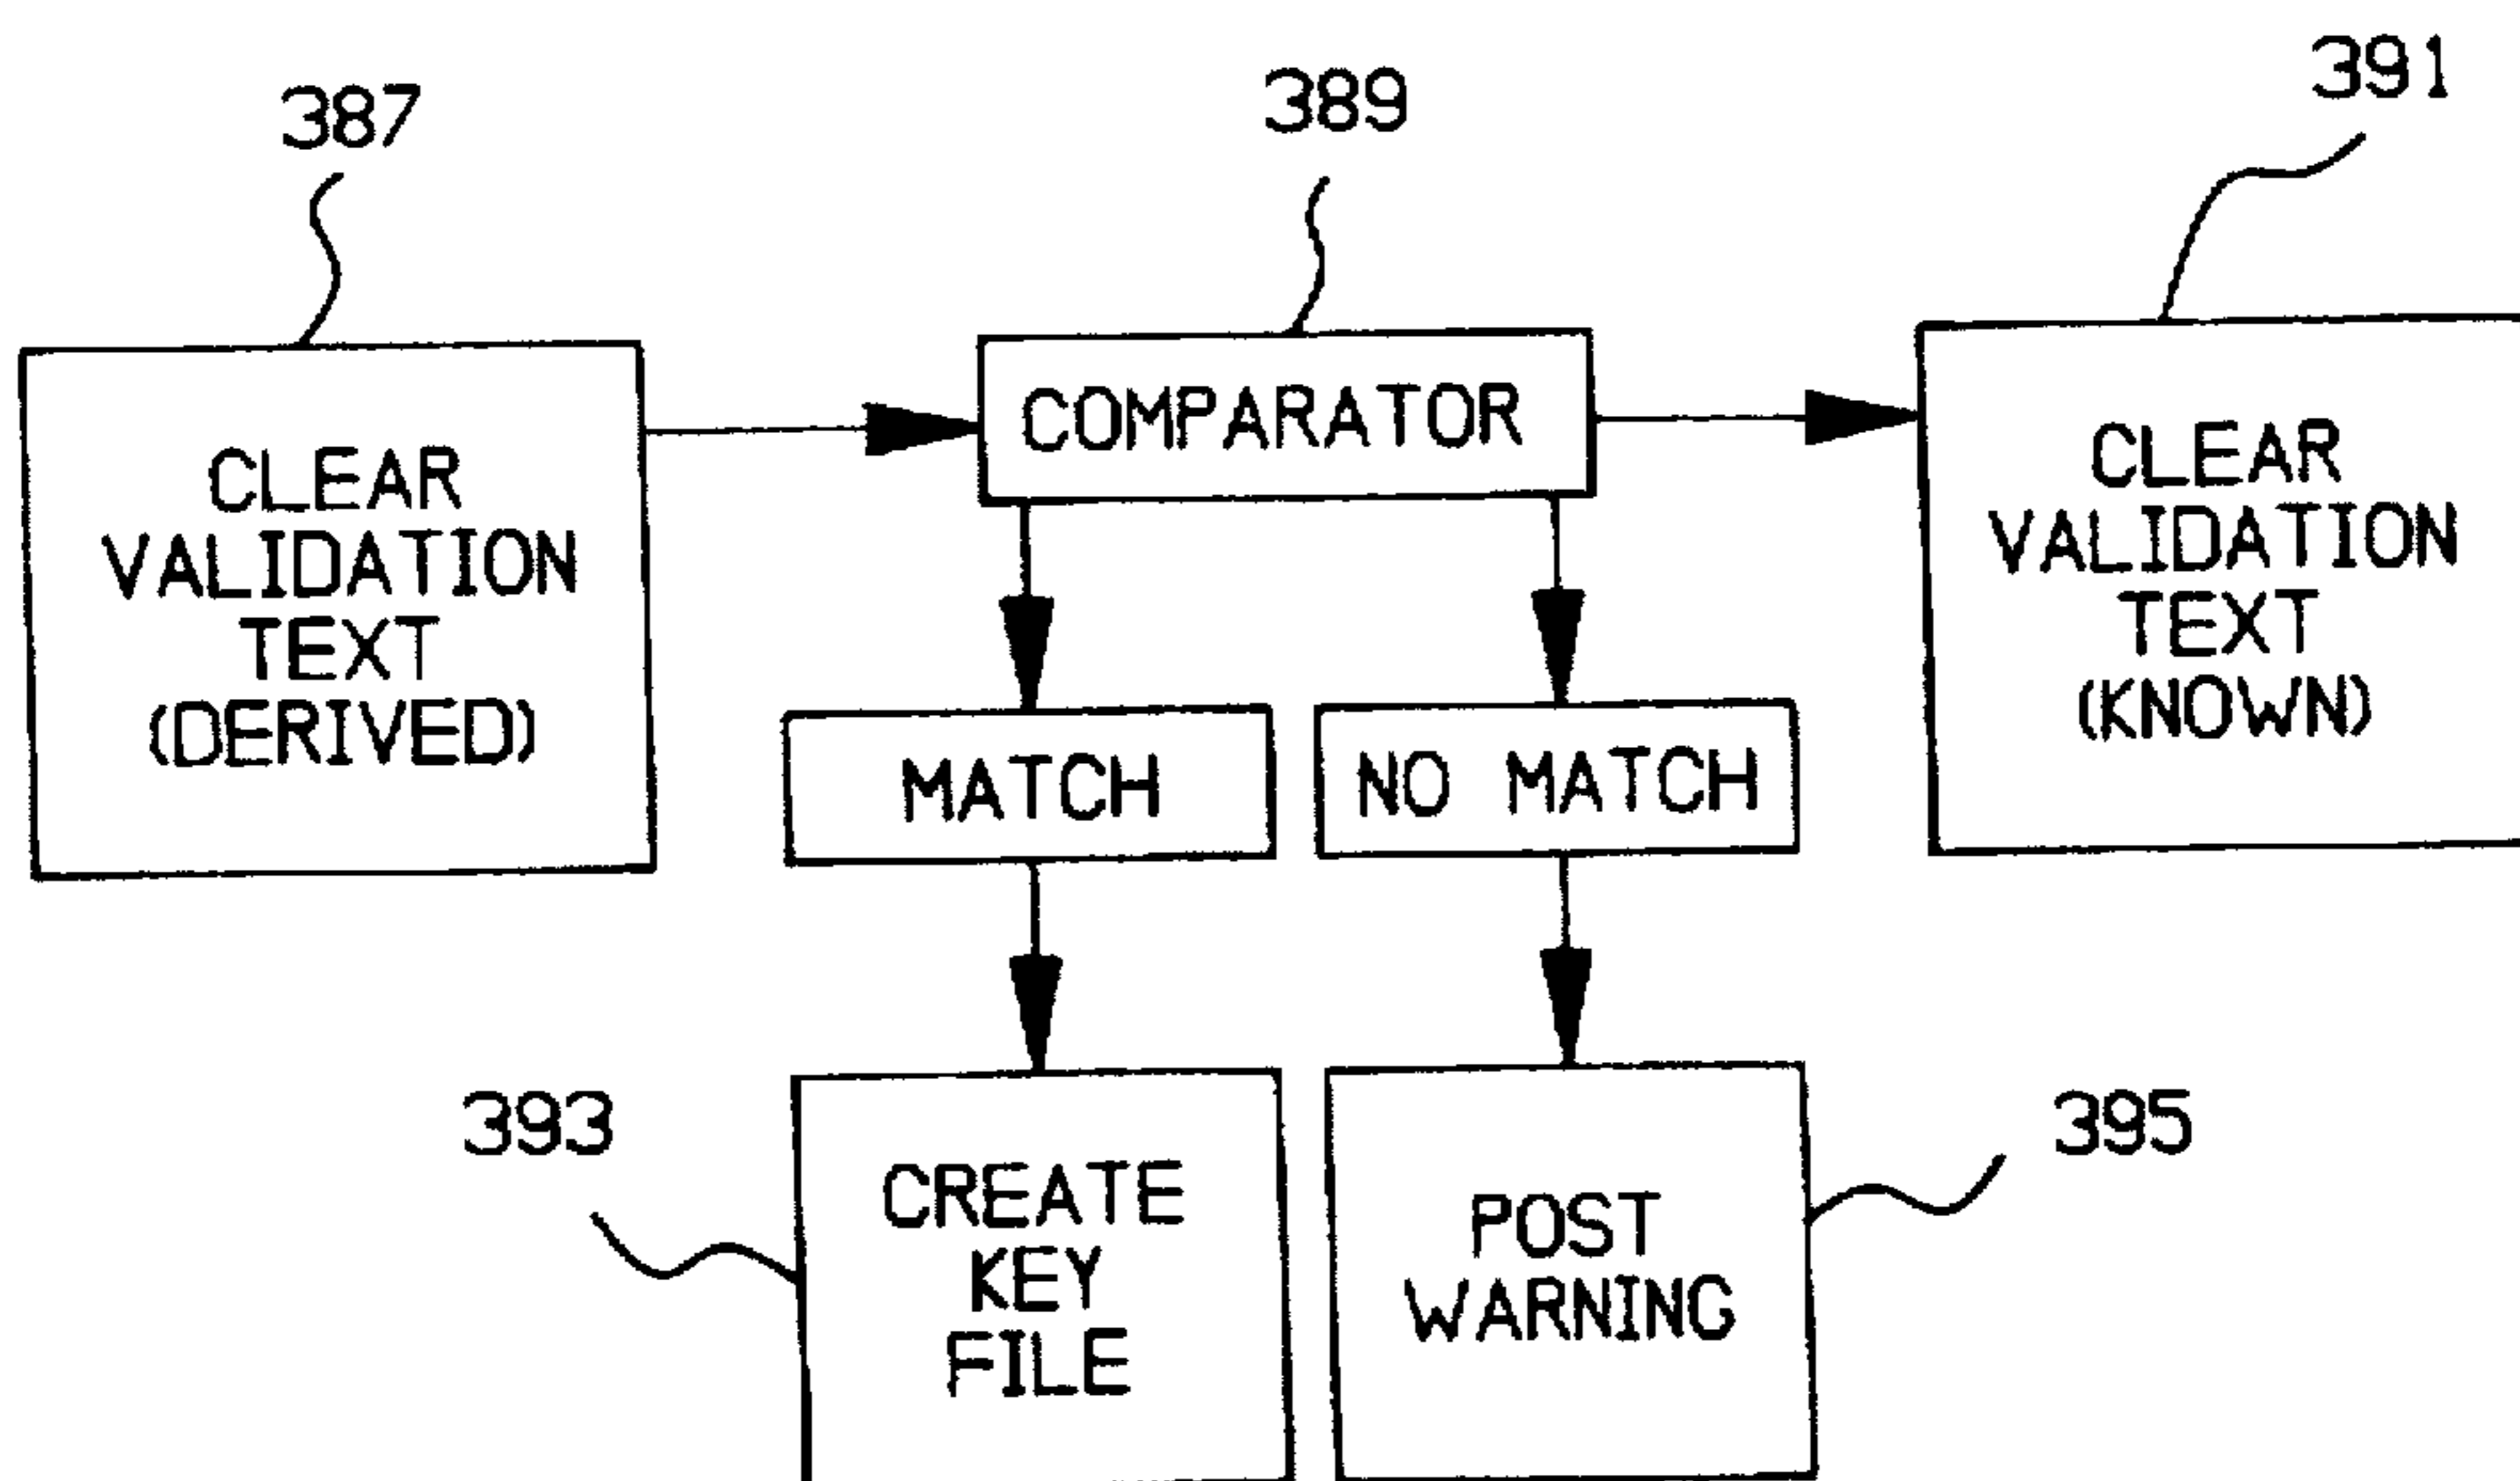 387
389
391
CLEAR
VALIDATION
TEXT
(DERIVED)
COMPARATOR
CLEAR
VALIDATION
TEXT
(KNOWN)
MATCH
NO MATCH
393
CREATE
KEY
FILE
POST
WARNING
395